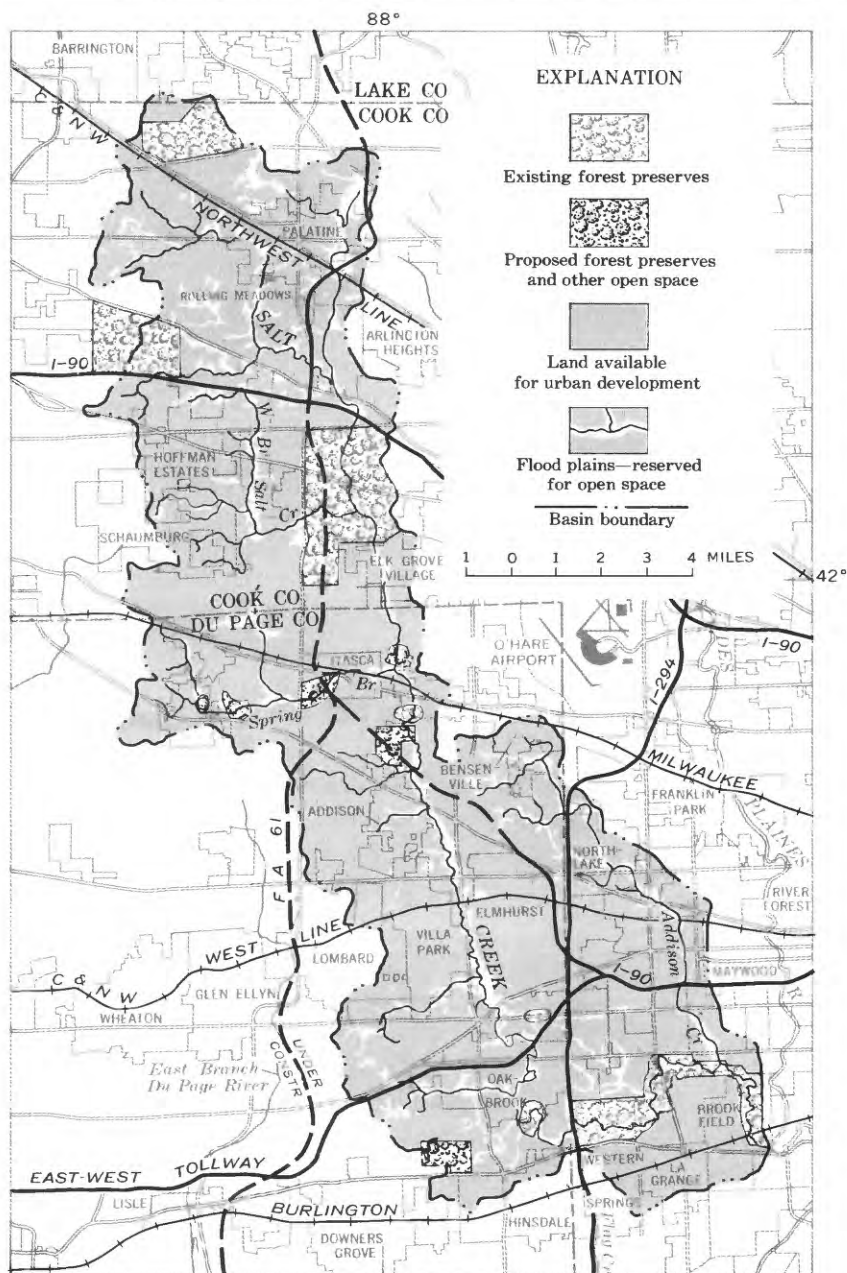 88°
BARRINGTON
LAKE CO
COOK CO
C & NW
NORTHWEST
LINE
PALATINE
ROLLING MEADOWS
SALT
ARLINGTON
HEIGHTS
I-90
W Br
Salt
Cr
HOFFMAN
ESTATES
SCHAUMBURG
ELK GROVE
VILLAGE
COOK CO
DU PAGE CO
EXPLANATION
Existing forest preserves
Proposed forest preserves
and other open space
Land available
for urban development
Flood plains—reserved
for open space
Basin boundary
1 0 1 2 3 4 MILES
42°
ITASCA
Spring
Br
O'HARE
AIRPORT
I-90
I-294
DES
PLAINES
R
MILWAUKEE
BENSEN-
VILLE
FRANKLIN
PARK
ADDISON
F A 61
NORTH-
LAKE
RIVER
FOREST
ELMHURST
VILLA
PARK
CREEK
Addison
Cr
I-90
MAYWOOD
C & NW WEST LINE
LOMBARD
GLEN ELLYN
WHEATON
UNDER
CONSTR
East Branch
Du Page River
OAK
BROOK
BROOK
FIELD
WESTERN
LA
GRANGE
SPRINGS
EAST-WEST TOLLWAY
LISLE
BURLINGTON
HINSDALE
DOWNERS
GROVE